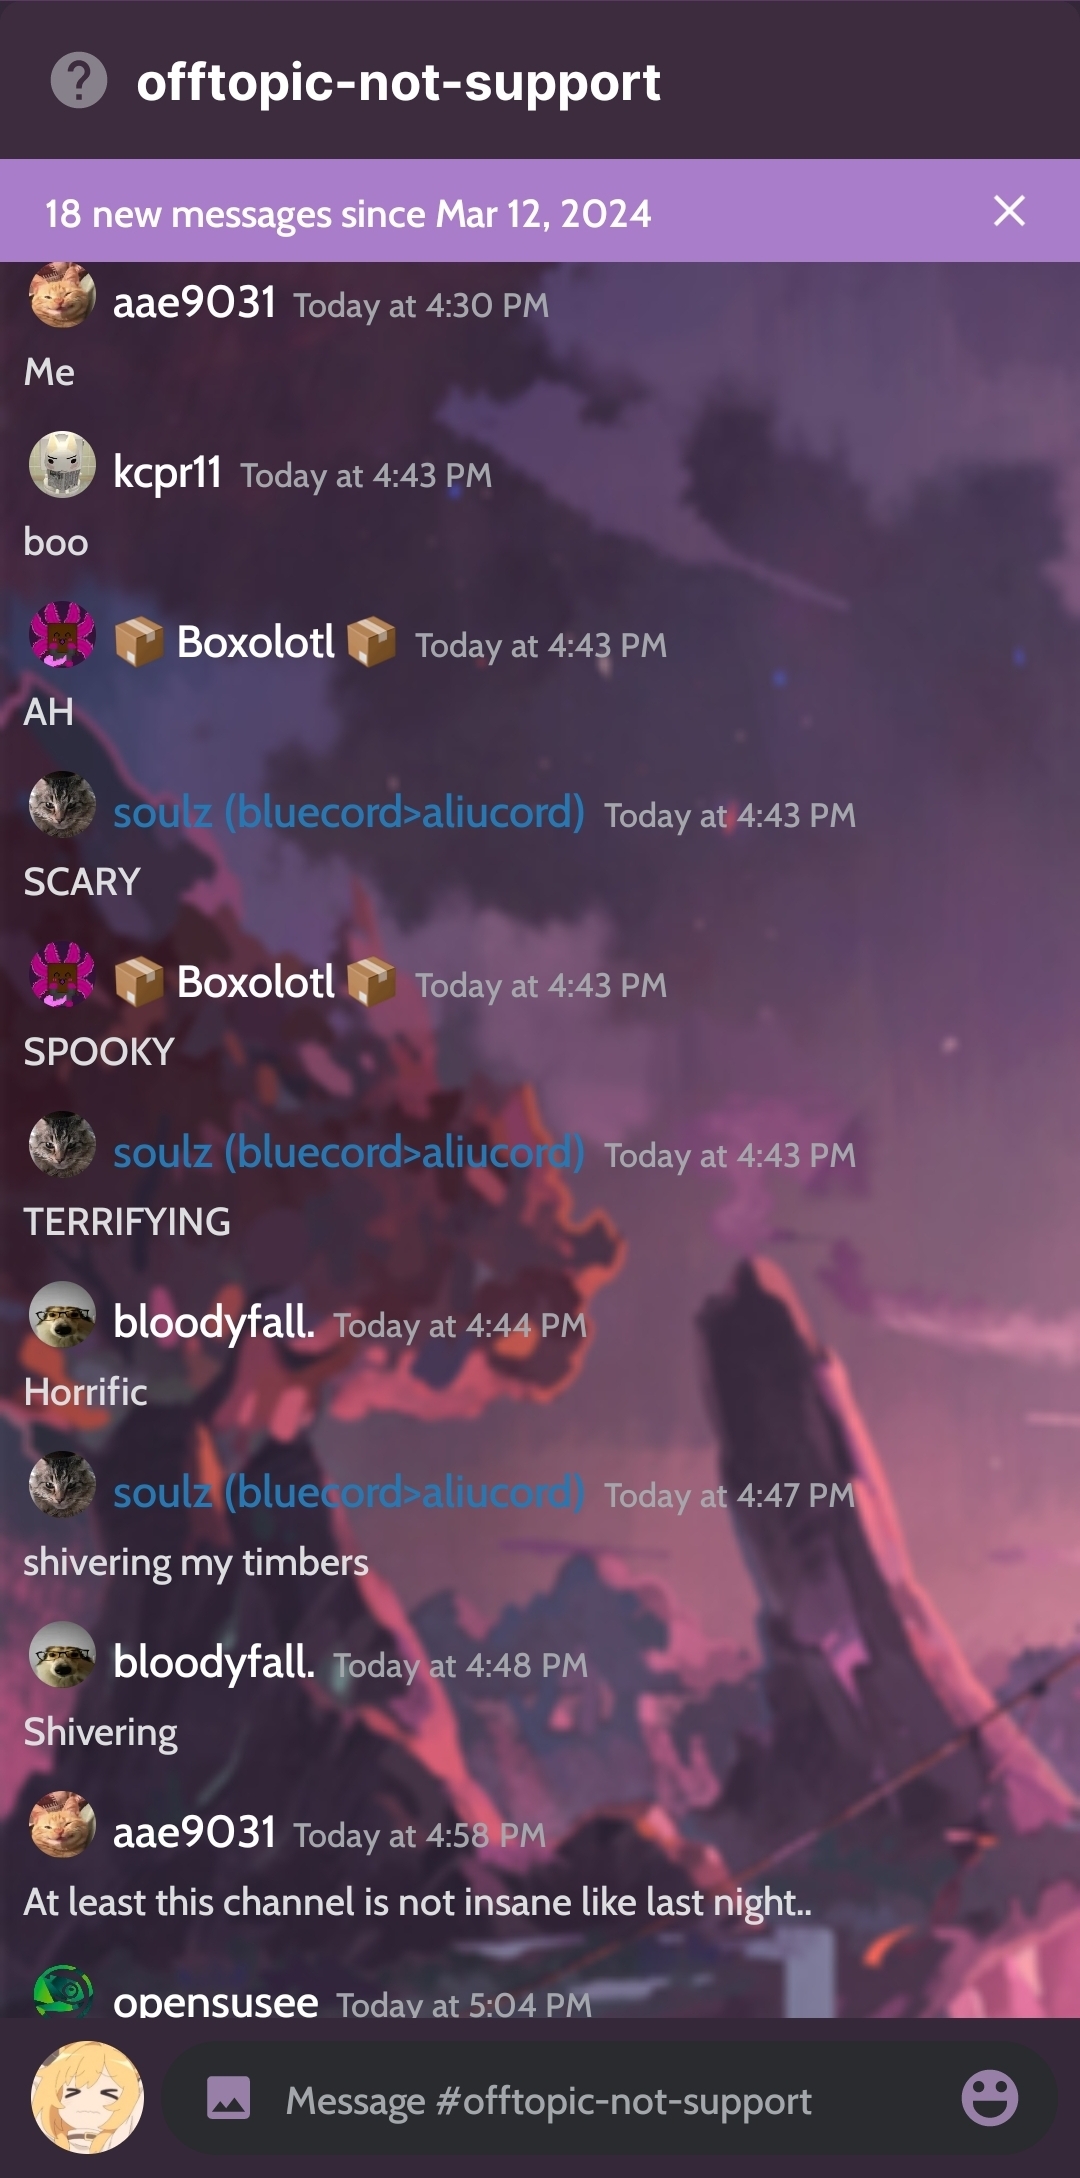 offtopic-not-support
18 new messages since Mar 12, 2024
aae9031 Today at 4:30 PM
Me
kcpr11 Today at 4:43 PM
boo
📦 Boxolotl 📦 Today at 4:43 PM
AH
soulz (bluecord>aliucord) Today at 4:43 PM
SCARY
📦 Boxolotl 📦 Today at 4:43 PM
SPOOKY
soulz (bluecord>aliucord) Today at 4:43 PM
TERRIFYING
bloodyfall. Today at 4:44 PM
Horrific
soulz (bluecord>aliucord) Today at 4:47 PM
shivering my timbers
bloodyfall. Today at 4:48 PM
Shivering
aae9031 Today at 4:58 PM
At least this channel is not insane like last night..
opensusee Today at 5:04 PM
Message #offtopic-not-support